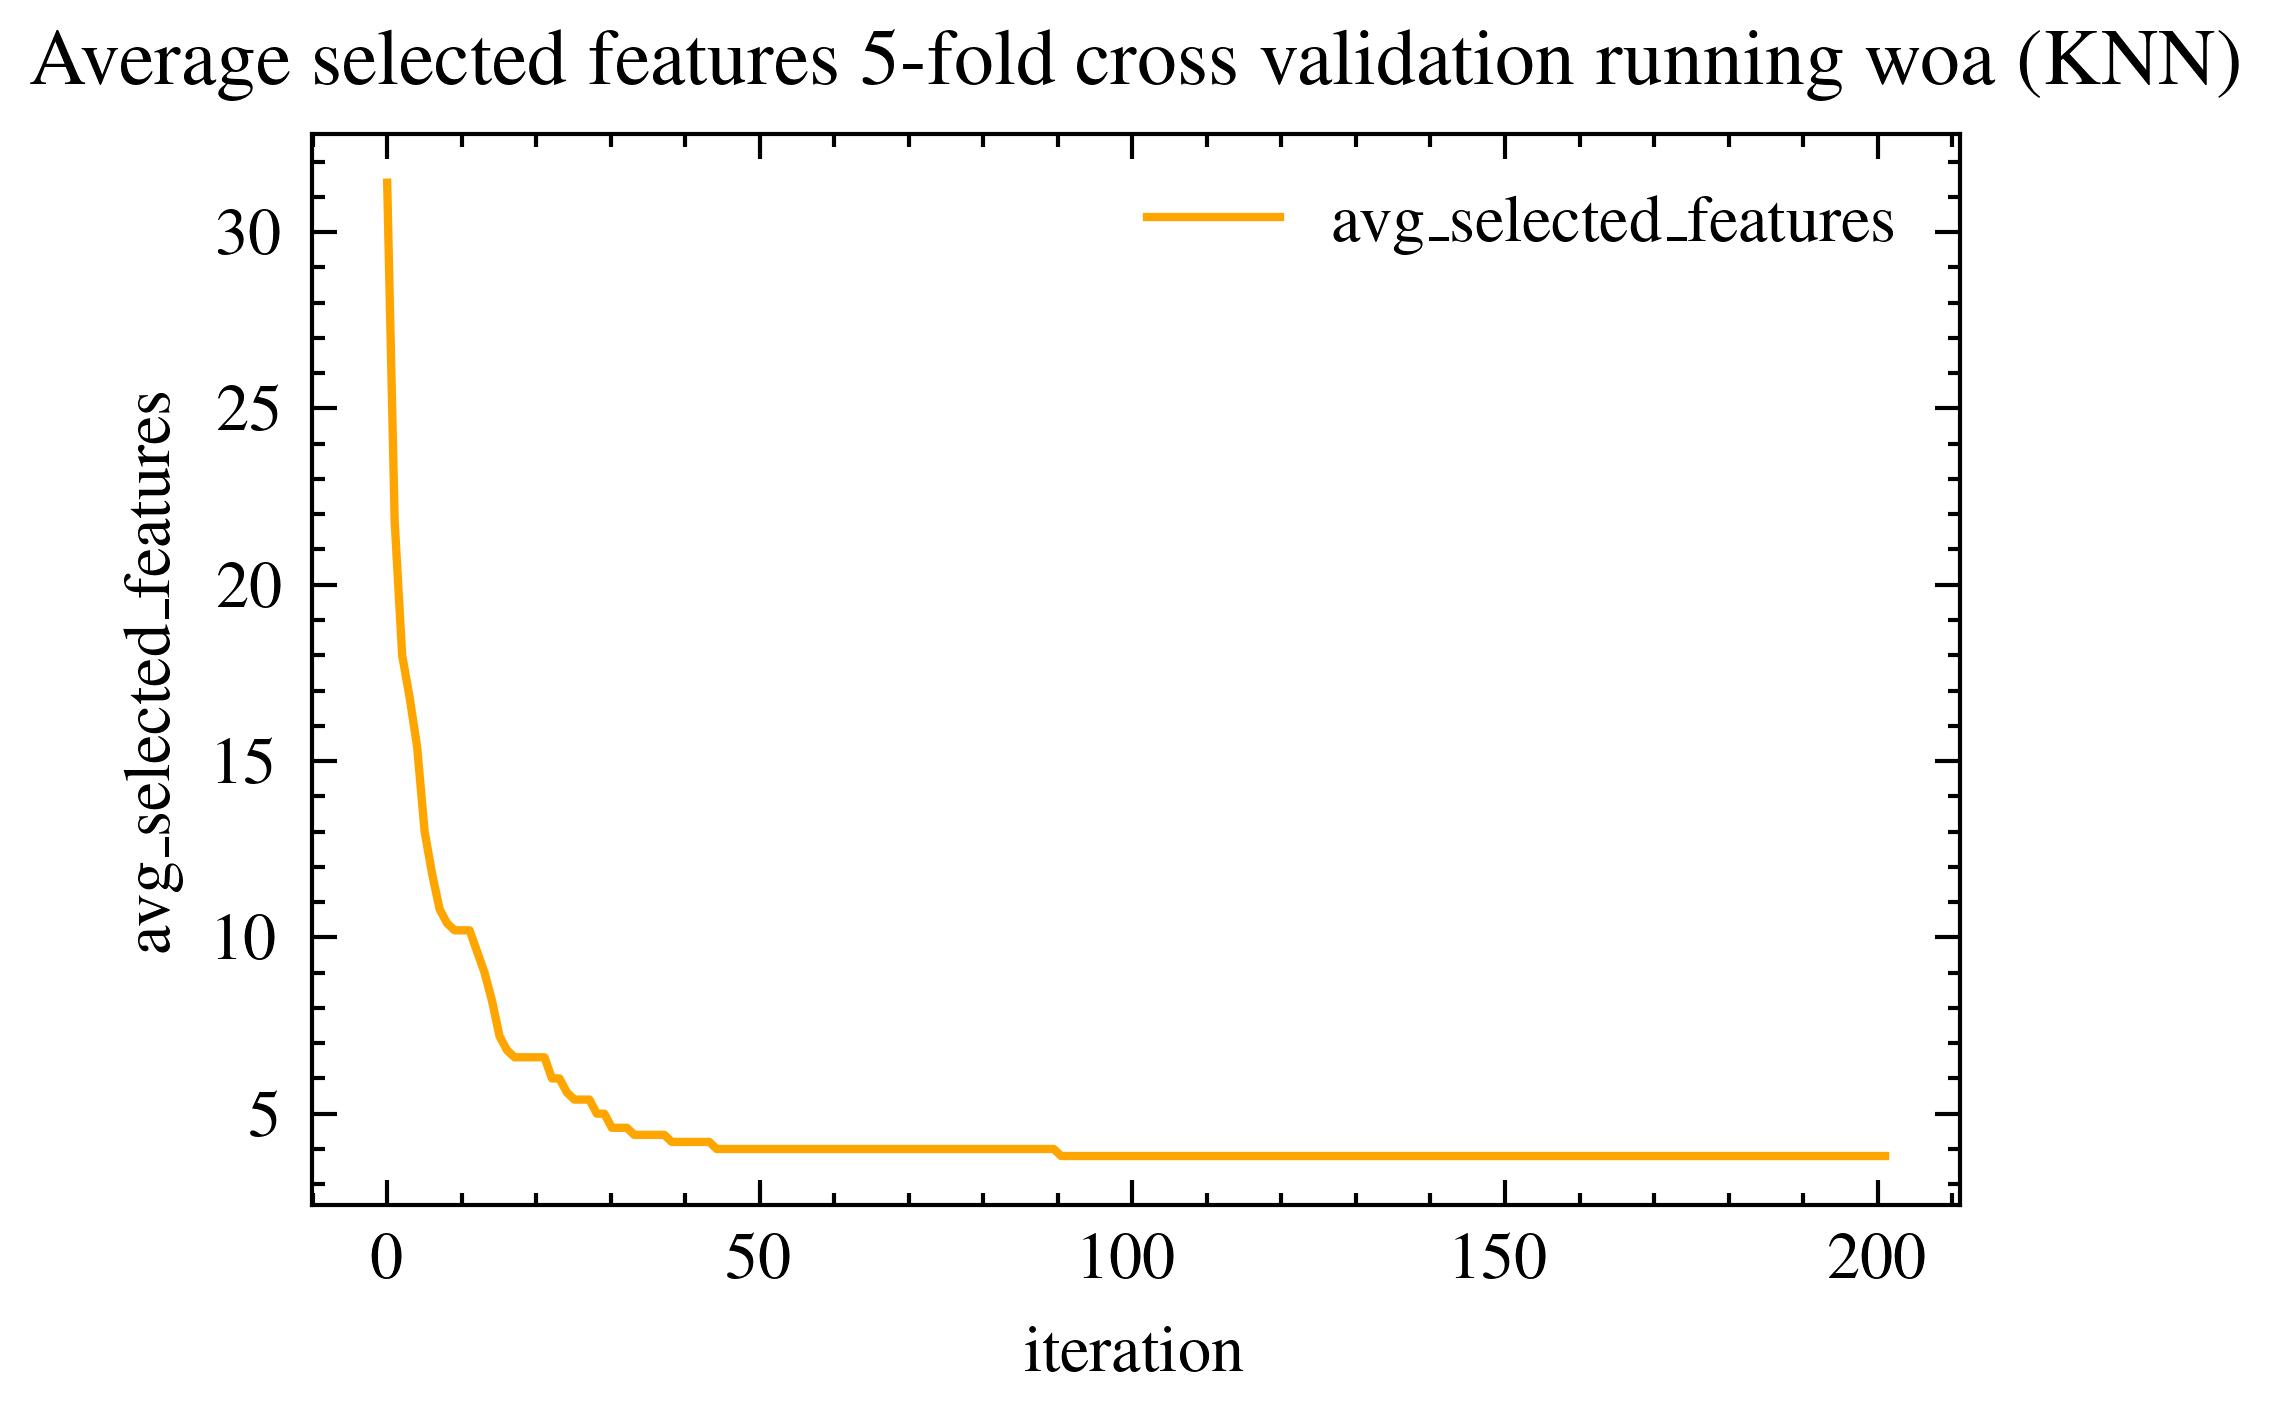 Average selected features 5-fold cross validation running woa (KNN)
avg_selected_features
30
25
20
15
10
5
avg_selected_features
0 50 100 150 200
iteration